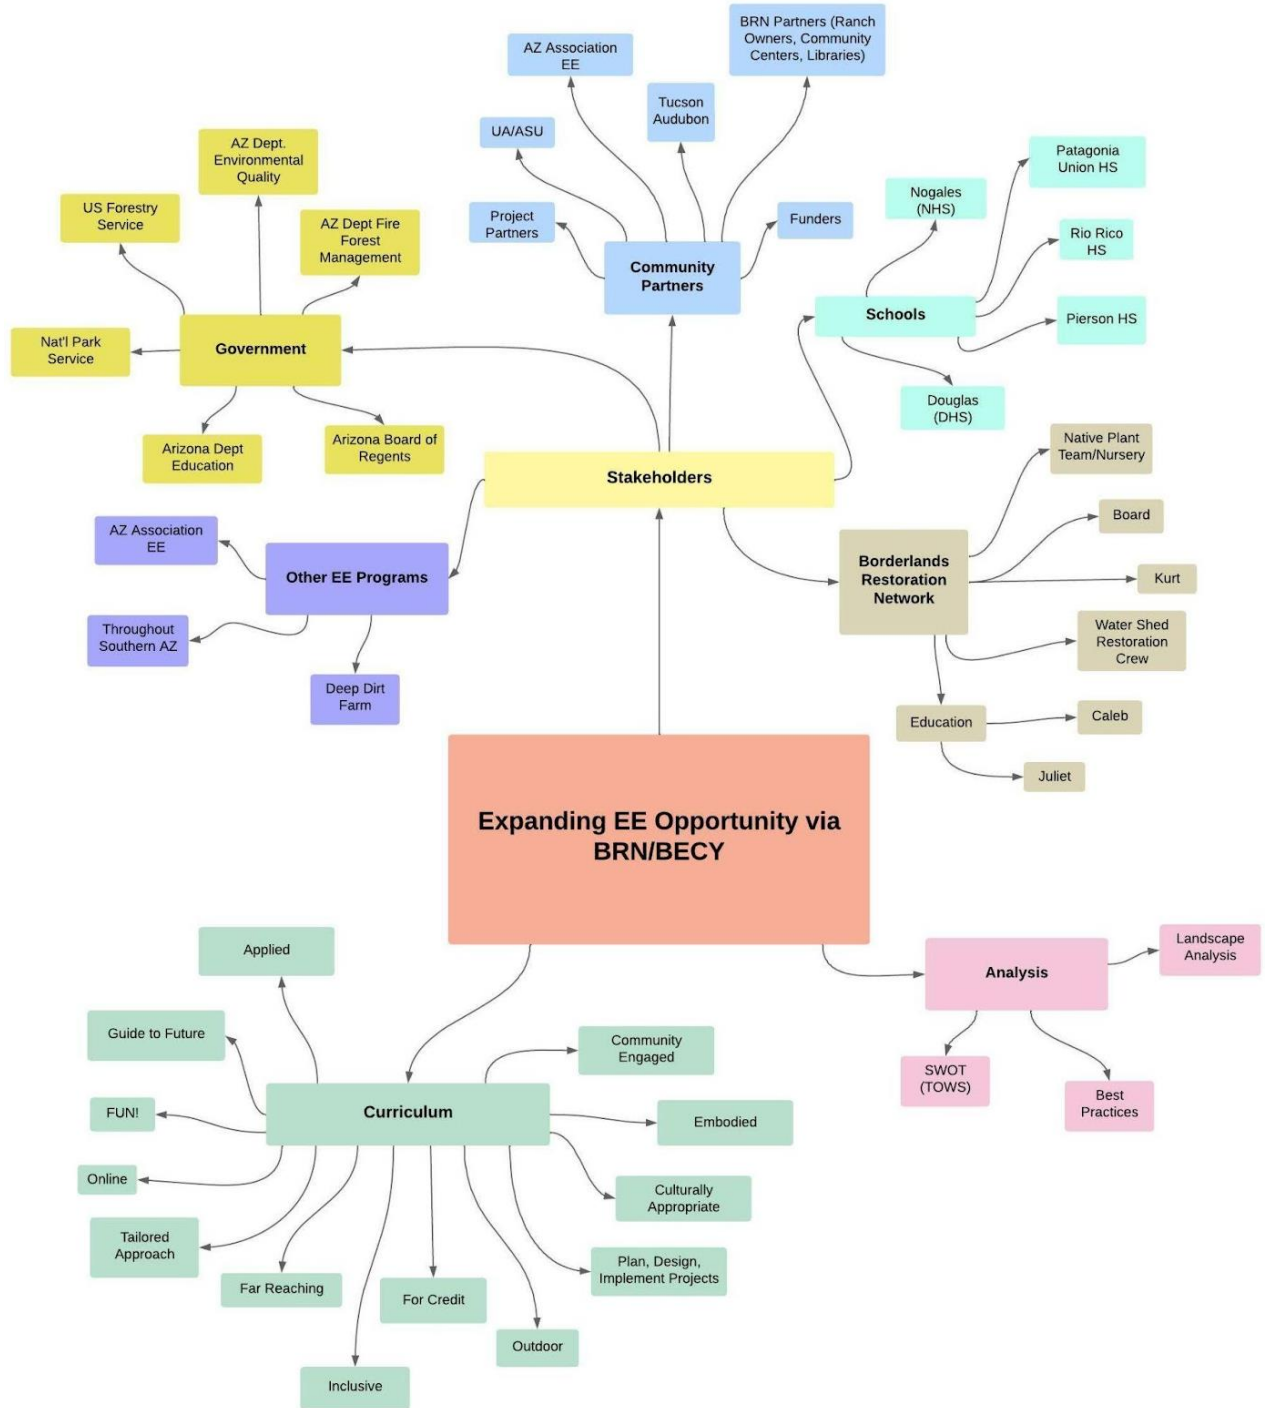 BRN Partners (Ranch
Owners, Community
Centers, Libraries)
AZ Association
EE
Tucson
Audubon
UA/ASU
Project
Partners
Funders
Community
Partners
AZ Dept.
Environmental
Quality
US Forestry
Service
AZ Dept Fire
Forest
Management
Nat'l Park
Service
Government
Arizona Dept
Education
Arizona Board of
Regents
Patagonia
Union HS
Nogales
(NHS)
Rio Rico
HS
Schools
Pierson HS
Douglas
(DHS)
Stakeholders
Native Plant
Team/Nursery
Board
Borderlands
Restoration
Network
Kurt
Water Shed
Restoration
Crew
Education
Caleb
Juliet
AZ Association
EE
Other EE Programs
Throughout
Southern AZ
Deep Dirt
Farm
Expanding EE Opportunity via
BRN/BECY
Analysis
Landscape
Analysis
SWOT
(TOWS)
Best
Practices
Applied
Guide to Future
Community
Engaged
FUN!
Curriculum
Embodied
Online
Culturally
Appropriate
Tailored
Approach
Plan, Design,
Implement Projects
Far Reaching
For Credit
Outdoor
Inclusive